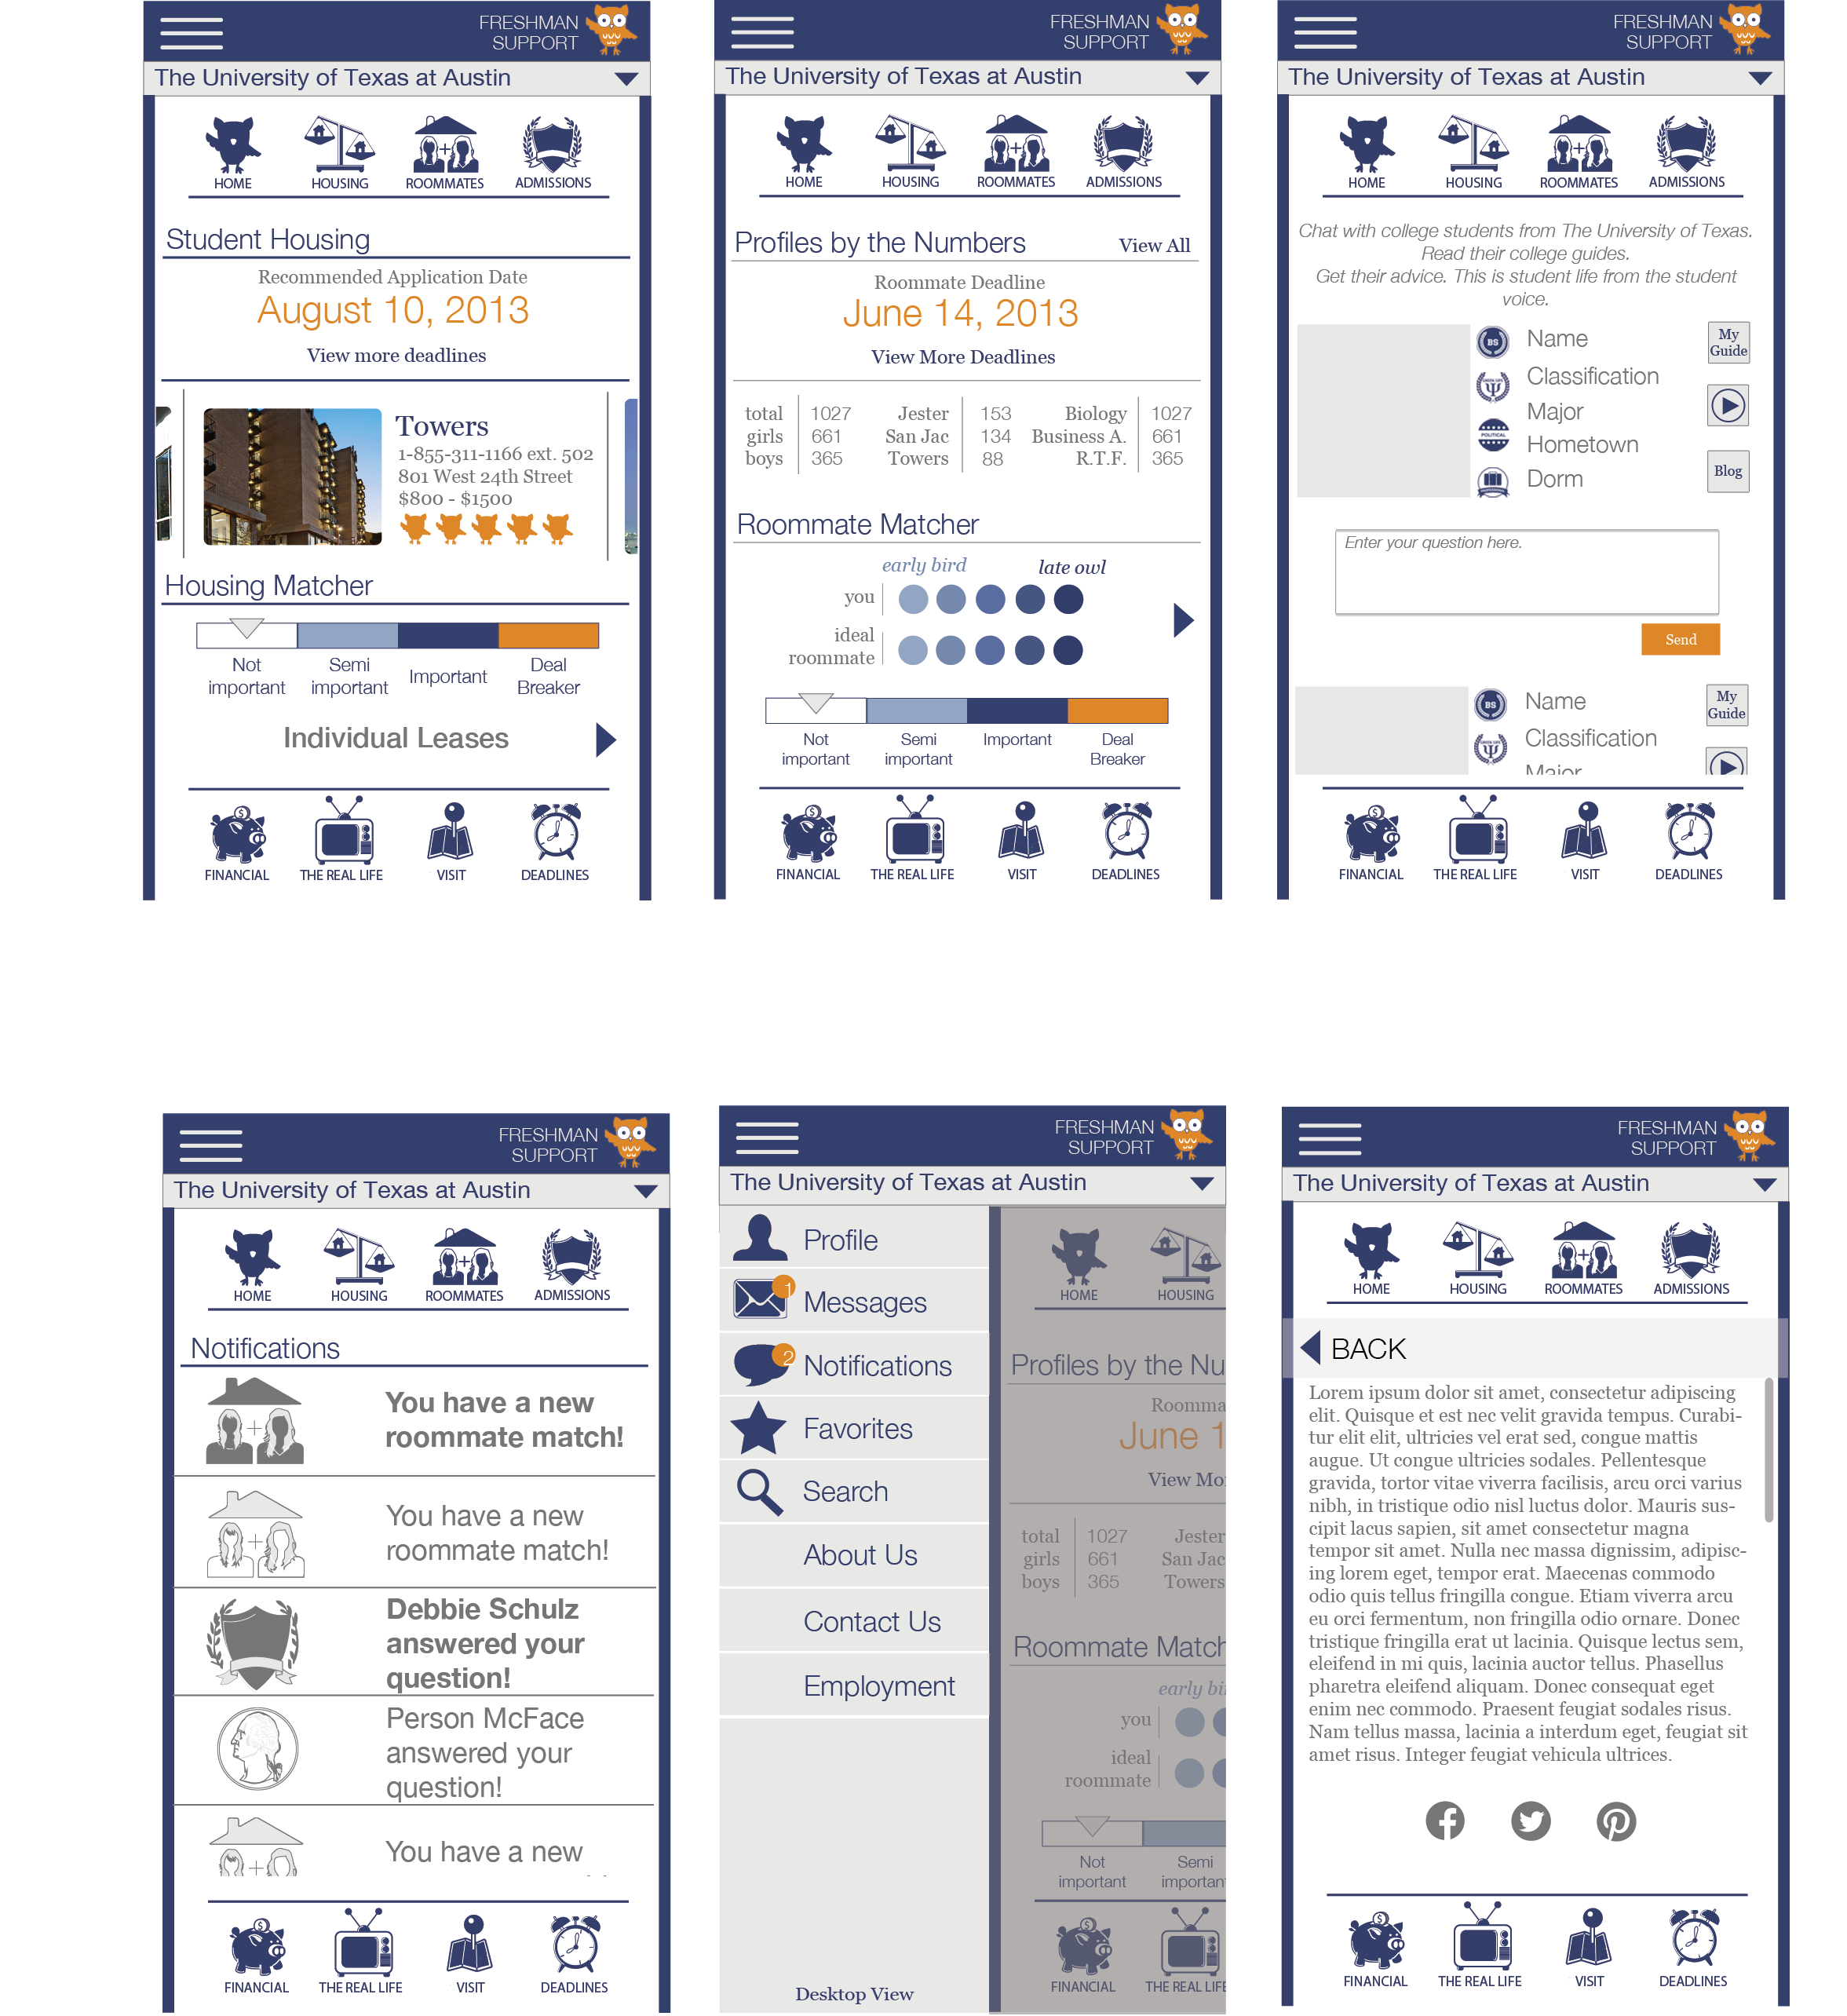 FRESHMAN
SUPPORT
The University of Texas at Austin
HOME HOUSING ROOMMATES ADMISSIONS
Student Housing
Recommended Application Date
August 10, 2013
View more deadlines
Towers
1-855-311-1166 ext. 502
801 West 24th Street
$800 - $1500
Housing Matcher
Not important
Semi important
Important
Deal Breaker
Individual Leases
FINANCIAL THE REAL LIFE VISIT DEADLINES
FRESHMAN
SUPPORT
The University of Texas at Austin
HOME HOUSING ROOMMATES ADMISSIONS
Profiles by the Numbers View All
Roommate Deadline
June 14, 2013
View More Deadlines
total 1027 Jester 153 Biology 1027
girls 661 San Jac 134 Business A. 661
boys 365 Towers 88 R.T.F. 365
Roommate Matcher
early bird late owl
you
ideal
roommate
Not important
Semi important
Important
Deal Breaker
FINANCIAL THE REAL LIFE VISIT DEADLINES
FRESHMAN
SUPPORT
The University of Texas at Austin
HOME HOUSING ROOMMATES ADMISSIONS
Chat with college students from The University of Texas.
Read their college guides.
Get their advice. This is student life from the student
voice.
BS
Name
Classification
Major
POLITICAL
Hometown
Dorm
My
Guide
Blog
Enter your question here.
Send
BS
Name
Classification
Major
My
Guide
FINANCIAL THE REAL LIFE VISIT DEADLINES
FRESHMAN
SUPPORT
The University of Texas at Austin
HOME HOUSING ROOMMATES ADMISSIONS
Notifications
You have a new
roommate match!
You have a new
roommate match!
Debbie Schulz
answered your
question!
Person McFace
answered your
question!
You have a new
FINANCIAL THE REAL LIFE VISIT DEADLINES
FRESHMAN
SUPPORT
The University of Texas at Austin
Profile
1 Messages
2 Notifications
Favorites
Search
About Us
Contact Us
Employment
Desktop View
HOME HOUSING
Profiles by the Nu
Roomma
June 1
View Mo
total 1027 Jester
girls 661 San Jac
boys 365 Towers
Roommate Match
early bi
you
ideal
roommate
Not important
Semi important
FINANCIAL THE REAL LIFE
FRESHMAN
SUPPORT
The University of Texas at Austin
HOME HOUSING ROOMMATES ADMISSIONS
BACK
Lorem ipsum dolor sit amet, consectetur adipiscing
elit. Quisque et est nec velit gravida tempus. Curabi-
tur elit elit, ultricies vel erat sed, congue mattis
augue. Ut congue ultricies sodales. Pellentesque
gravida, tortor vitae viverra facilisis, arcu orci varius
nibh, in tristique odio nisl luctus dolor. Mauris sus-
cipit lacus sapien, sit amet consectetur magna
tempor sit amet. Nulla nec massa dignissim, adipisc-
ing lorem eget, tempor erat. Maecenas commodo
odio quis tellus fringilla congue. Etiam viverra arcu
eu orci fermentum, non fringilla odio ornare. Donec
tristique fringilla erat ut lacinia. Quisque lectus sem,
eleifend in mi quis, lacinia auctor tellus. Phasellus
pharetra eleifend aliquam. Donec consequat eget
enim nec commodo. Praesent feugiat sodales risus.
Nam tellus massa, lacinia a interdum eget, feugiat sit
amet risus. Integer feugiat vehicula ultrices.
FINANCIAL THE REAL LIFE VISIT DEADLINES